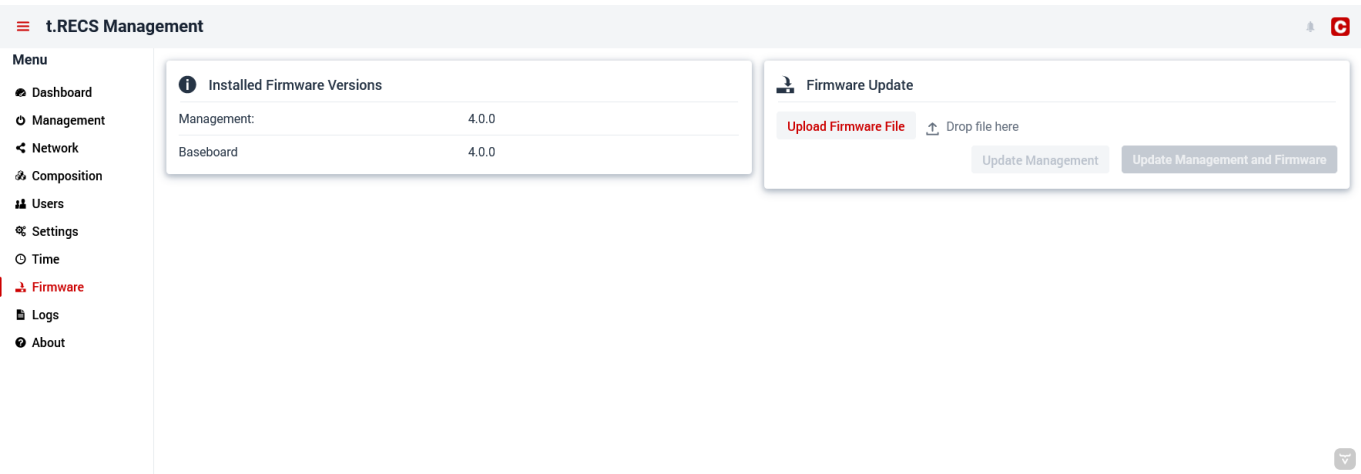 t.RECS Management
C
Menu
Dashboard
Management
Network
Composition
Users
Settings
Time
Firmware
Logs
About
Installed Firmware Versions
Management: 4.0.0
Baseboard 4.0.0
Firmware Update
Upload Firmware File Drop file here
Update Management Update Management and Firmware